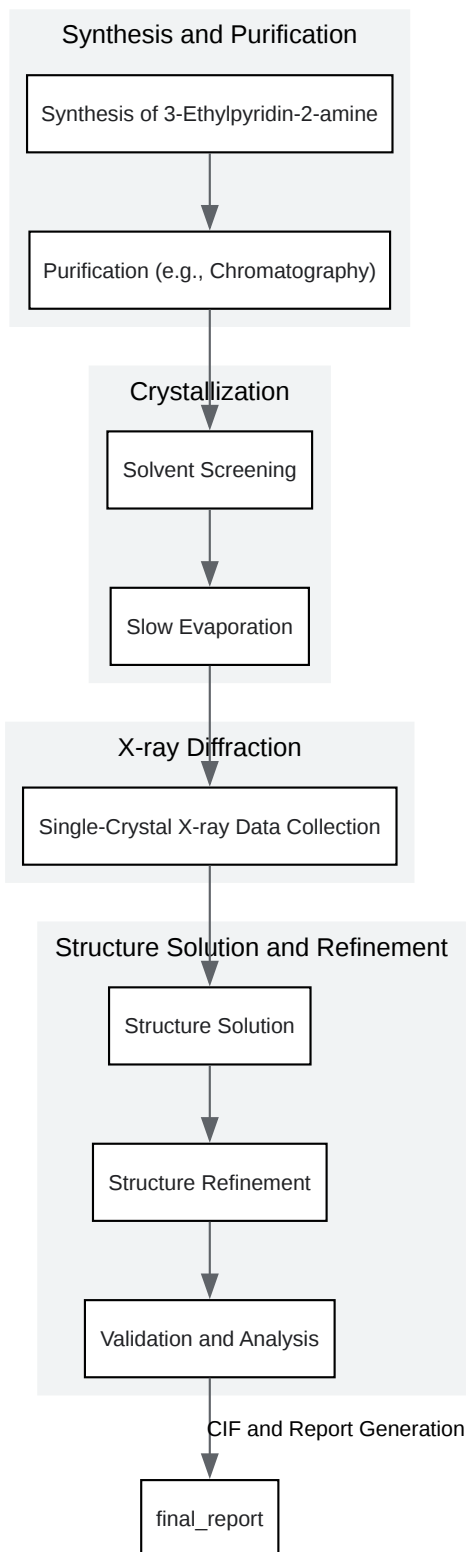 Synthesis and Purification
Synthesis of 3-Ethylpyridin-2-amine
Purification (e.g., Chromatography)
Crystallization
Solvent Screening
Slow Evaporation
X-ray Diffraction
Single-Crystal X-ray Data Collection
Structure Solution and Refinement
Structure Solution
Structure Refinement
Validation and Analysis
CIF and Report Generation
final_report